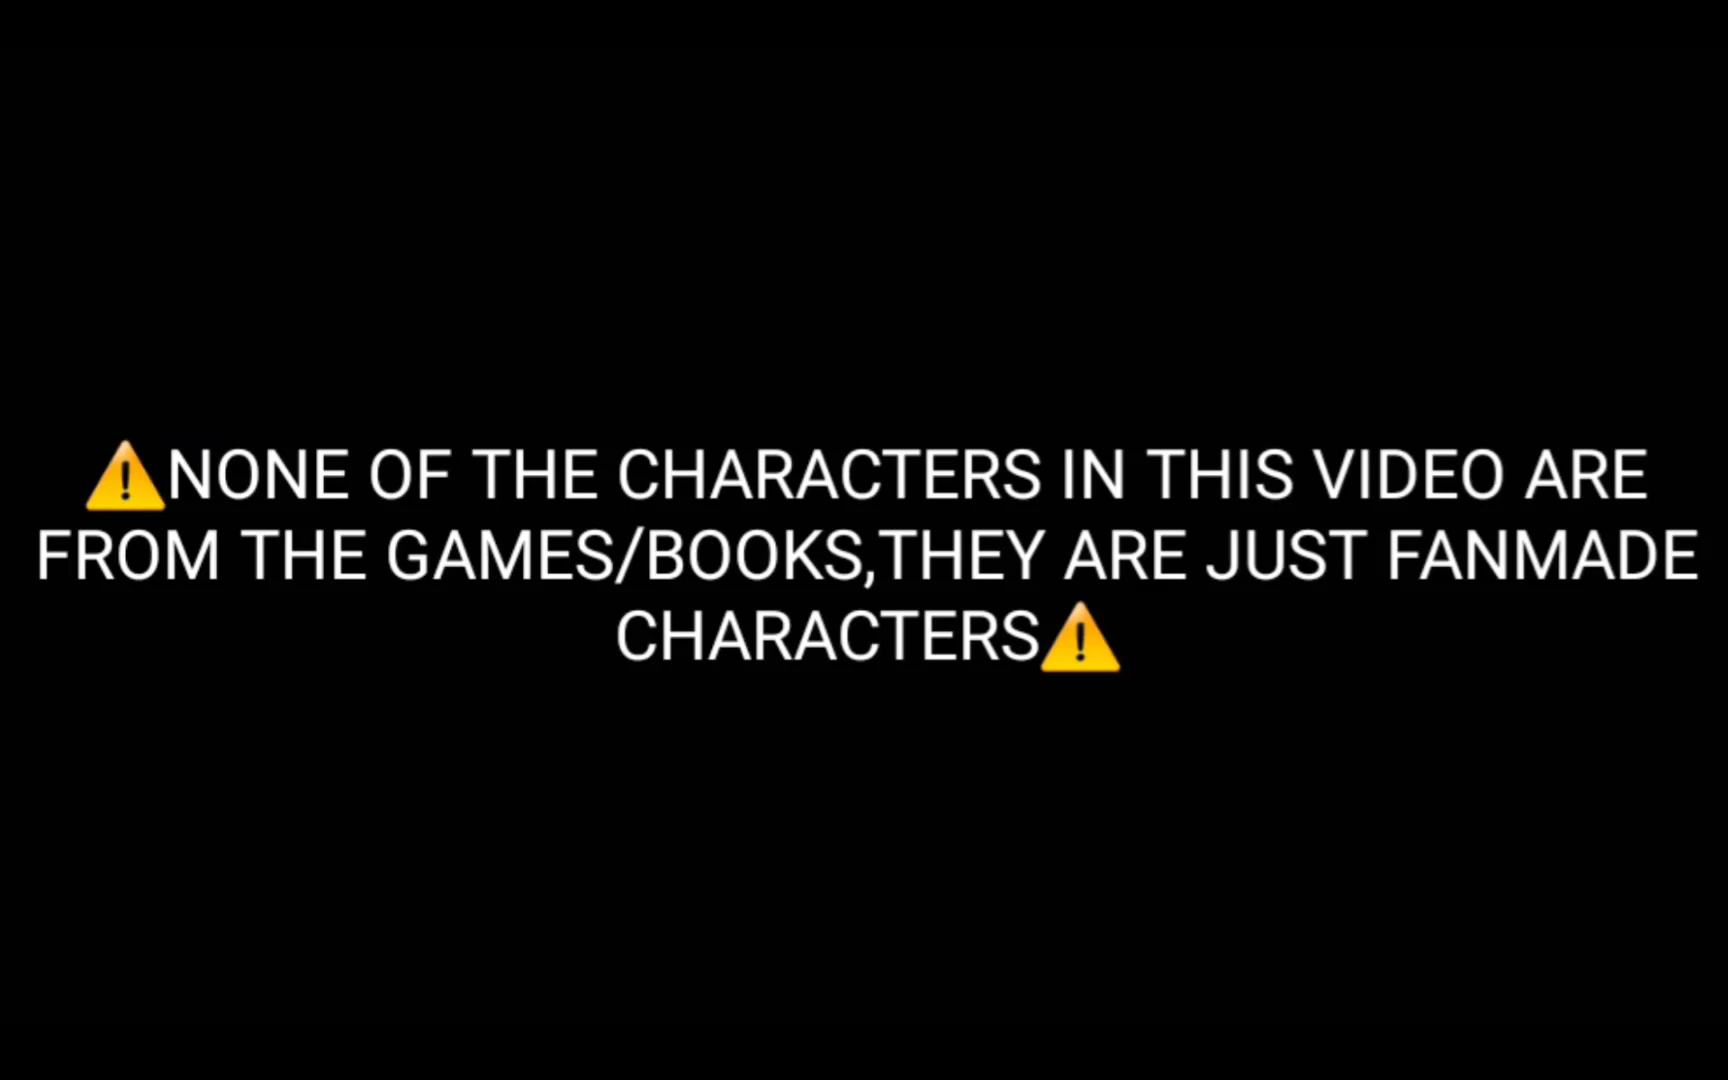 ⚠️NONE OF THE CHARACTERS IN THIS VIDEO ARE
FROM THE GAMES/BOOKS,THEY ARE JUST FANMADE
CHARACTERS⚠️